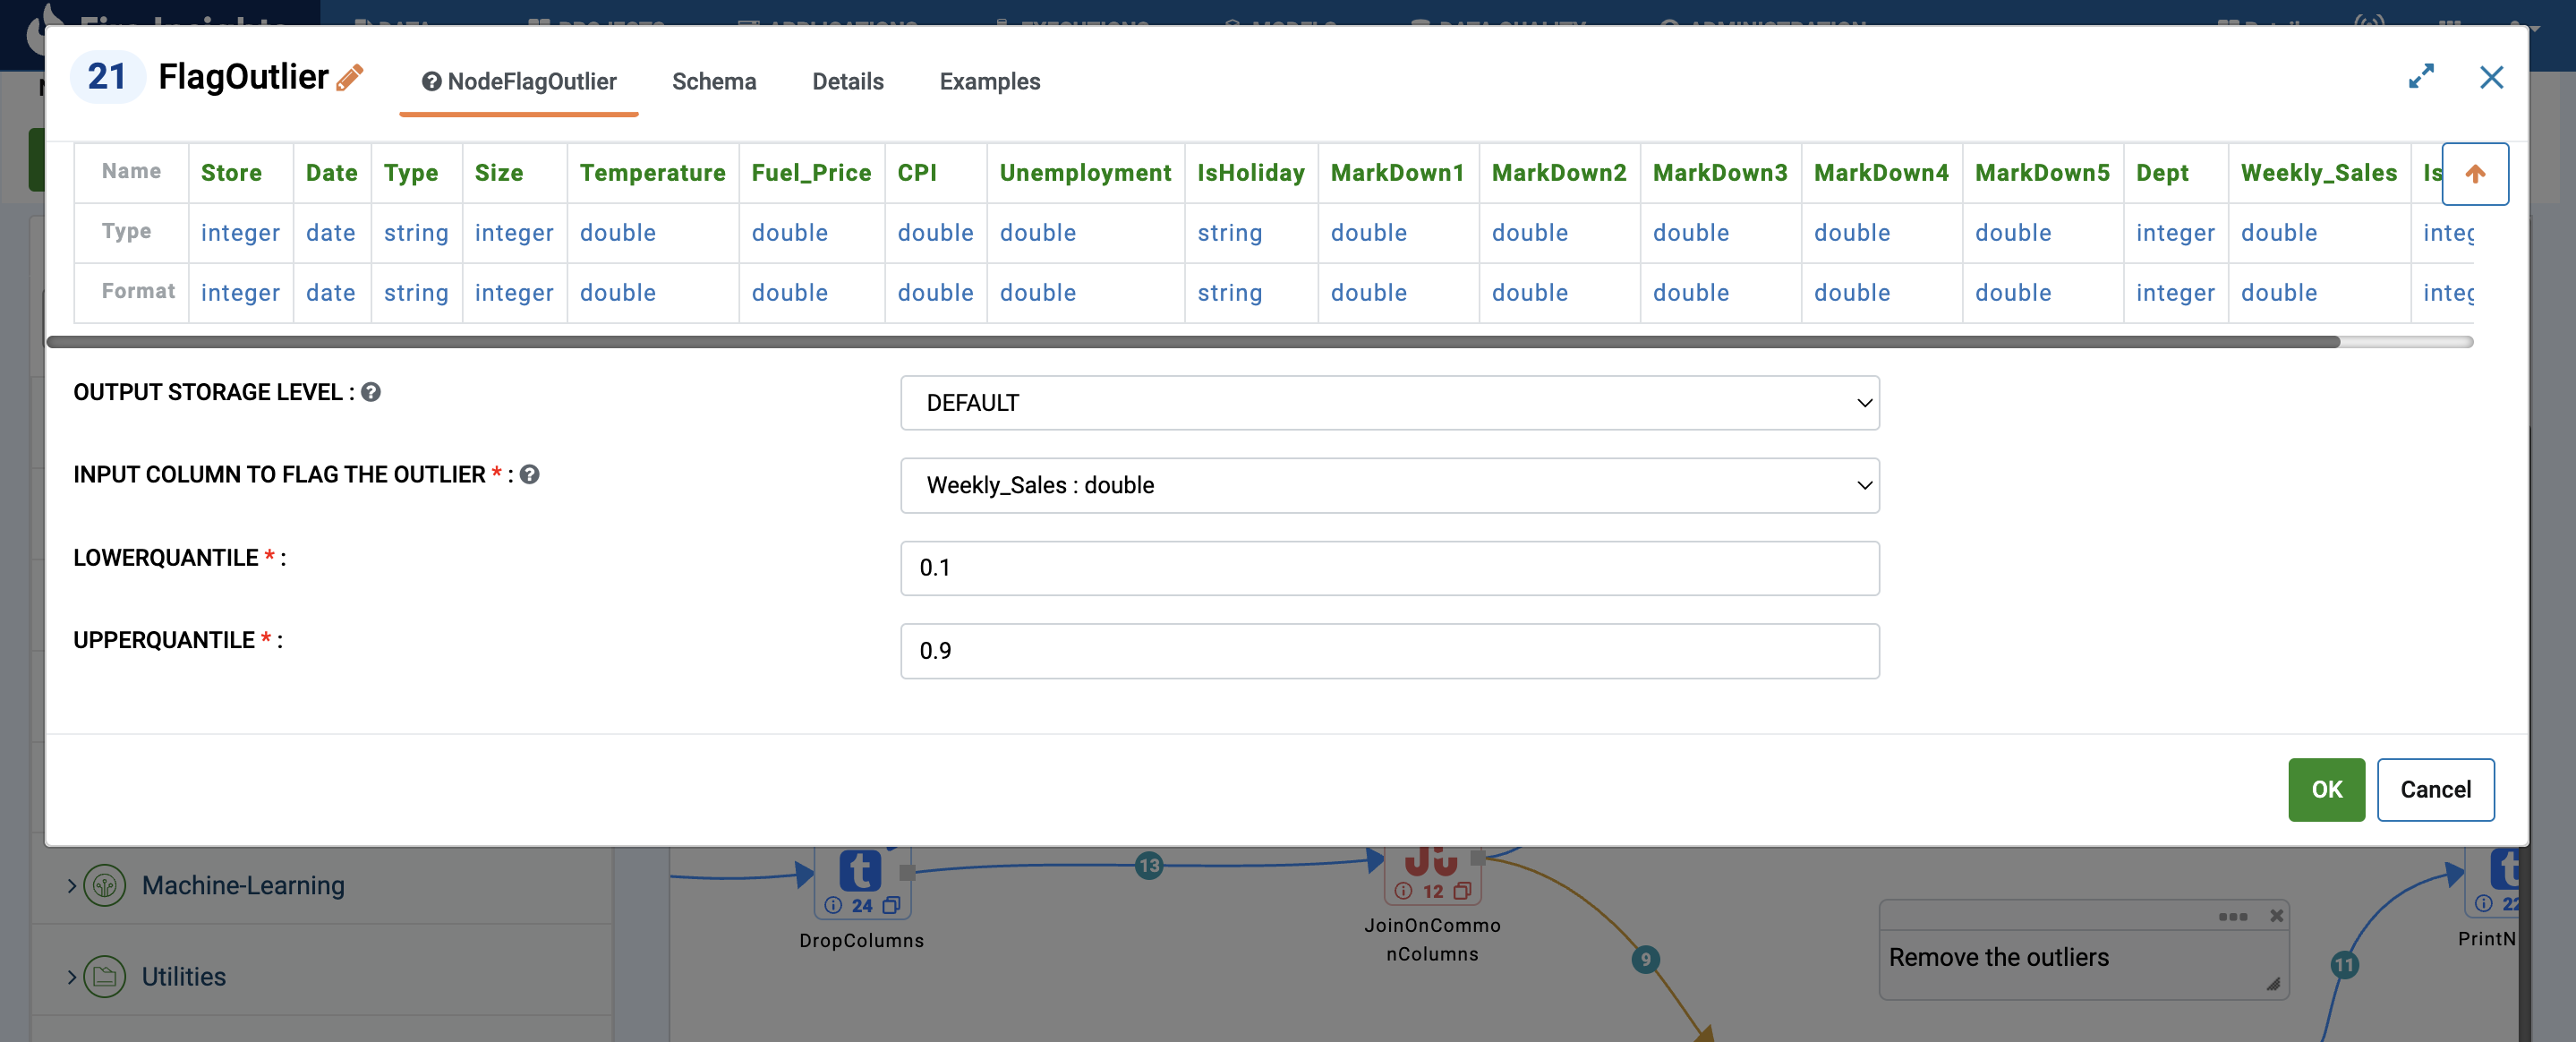 21 FlagOutlier NodeFlagOutlier Schema Details Examples
Name Store Date Type Size Temperature Fuel_Price CPI Unemployment IsHoliday MarkDown1 MarkDown2 MarkDown3 MarkDown4 MarkDown5 Dept Weekly_Sales Is
Type integer date string integer double double double double string double double double double double integer double integ
Format integer date string integer double double double double string double double double double double integer double integ
OUTPUT STORAGE LEVEL : DEFAULT
INPUT COLUMN TO FLAG THE OUTLIER * : Weekly_Sales : double
LOWERQUANTILE * : 0.1
UPPERQUANTILE * : 0.9
OK Cancel
Machine-Learning
Utilities
13
24
DropColumns
12
JoinOnCommo
nColumns
9
Remove the outliers
11
22
PrintN